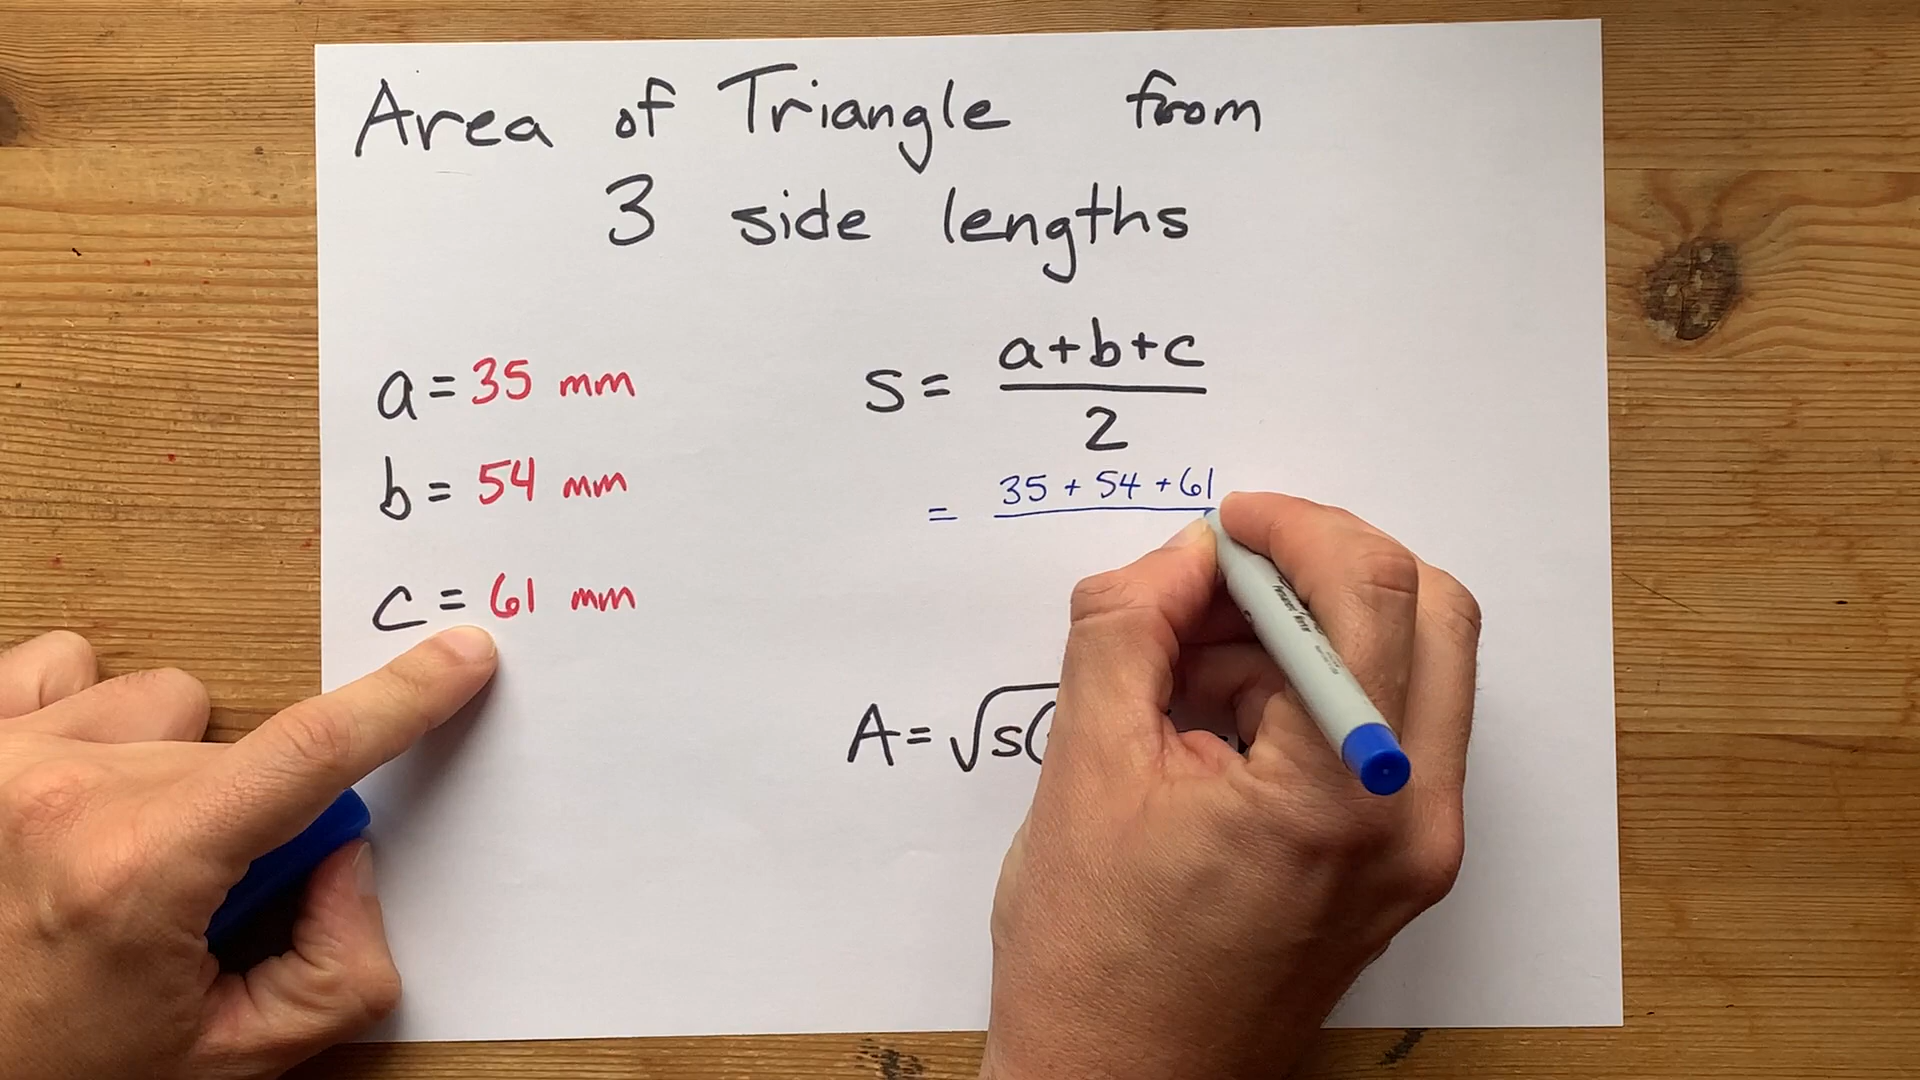 Area of Triangle from
3 side lengths
a = 35 mm
b = 54 mm
c = 61 mm
s = a+b+c
2
= 35 + 54 + 61
A = √s(